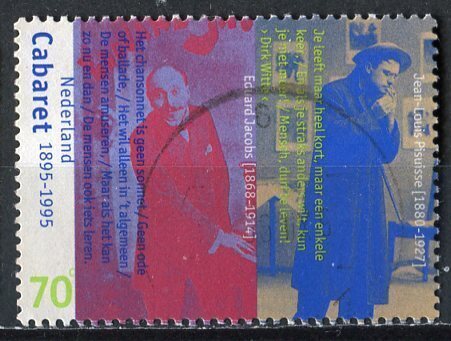 Cabaret 1895-1995
Nederland
70c
Het chansonniet is geen sonnet / Geen ode
of ballade, / Het wil alleen in 't algemeen /
De mensen amuseren, / Maar als het kan
zo nu en dan / De mensen ook iets leren.
Eduard Jacobs [1868-1914]
Je leeft maar heel kort, maar een enkele
keer, / En als je straks anders wilt, kun
je niet meer. / Mensch, durf te leven!
> Dirk Witte
Jean-Louis Pisuisse [1880-1927]